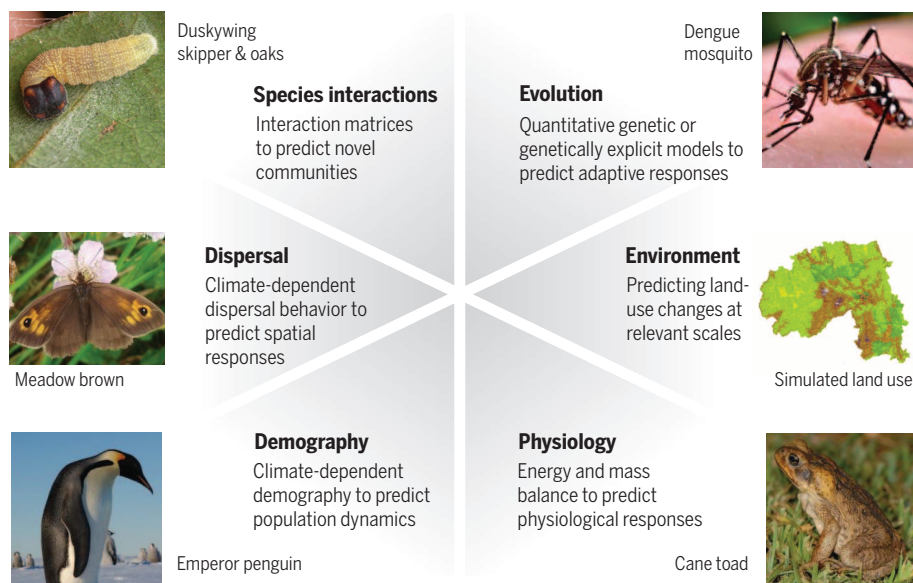 Duskywing
skipper & oaks
Species interactions
Interaction matrices
to predict novel
communities
Dengue
mosquito
Evolution
Quantitative genetic or
genetically explicit models to
predict adaptive responses
Dispersal
Climate-dependent
dispersal behavior to
predict spatial
responses
Meadow brown
Environment
Predicting land-
use changes at
relevant scales
Simulated land use
Demography
Climate-dependent
demography to predict
population dynamics
Emperor penguin
Physiology
Energy and mass
balance to predict
physiological responses
Cane toad